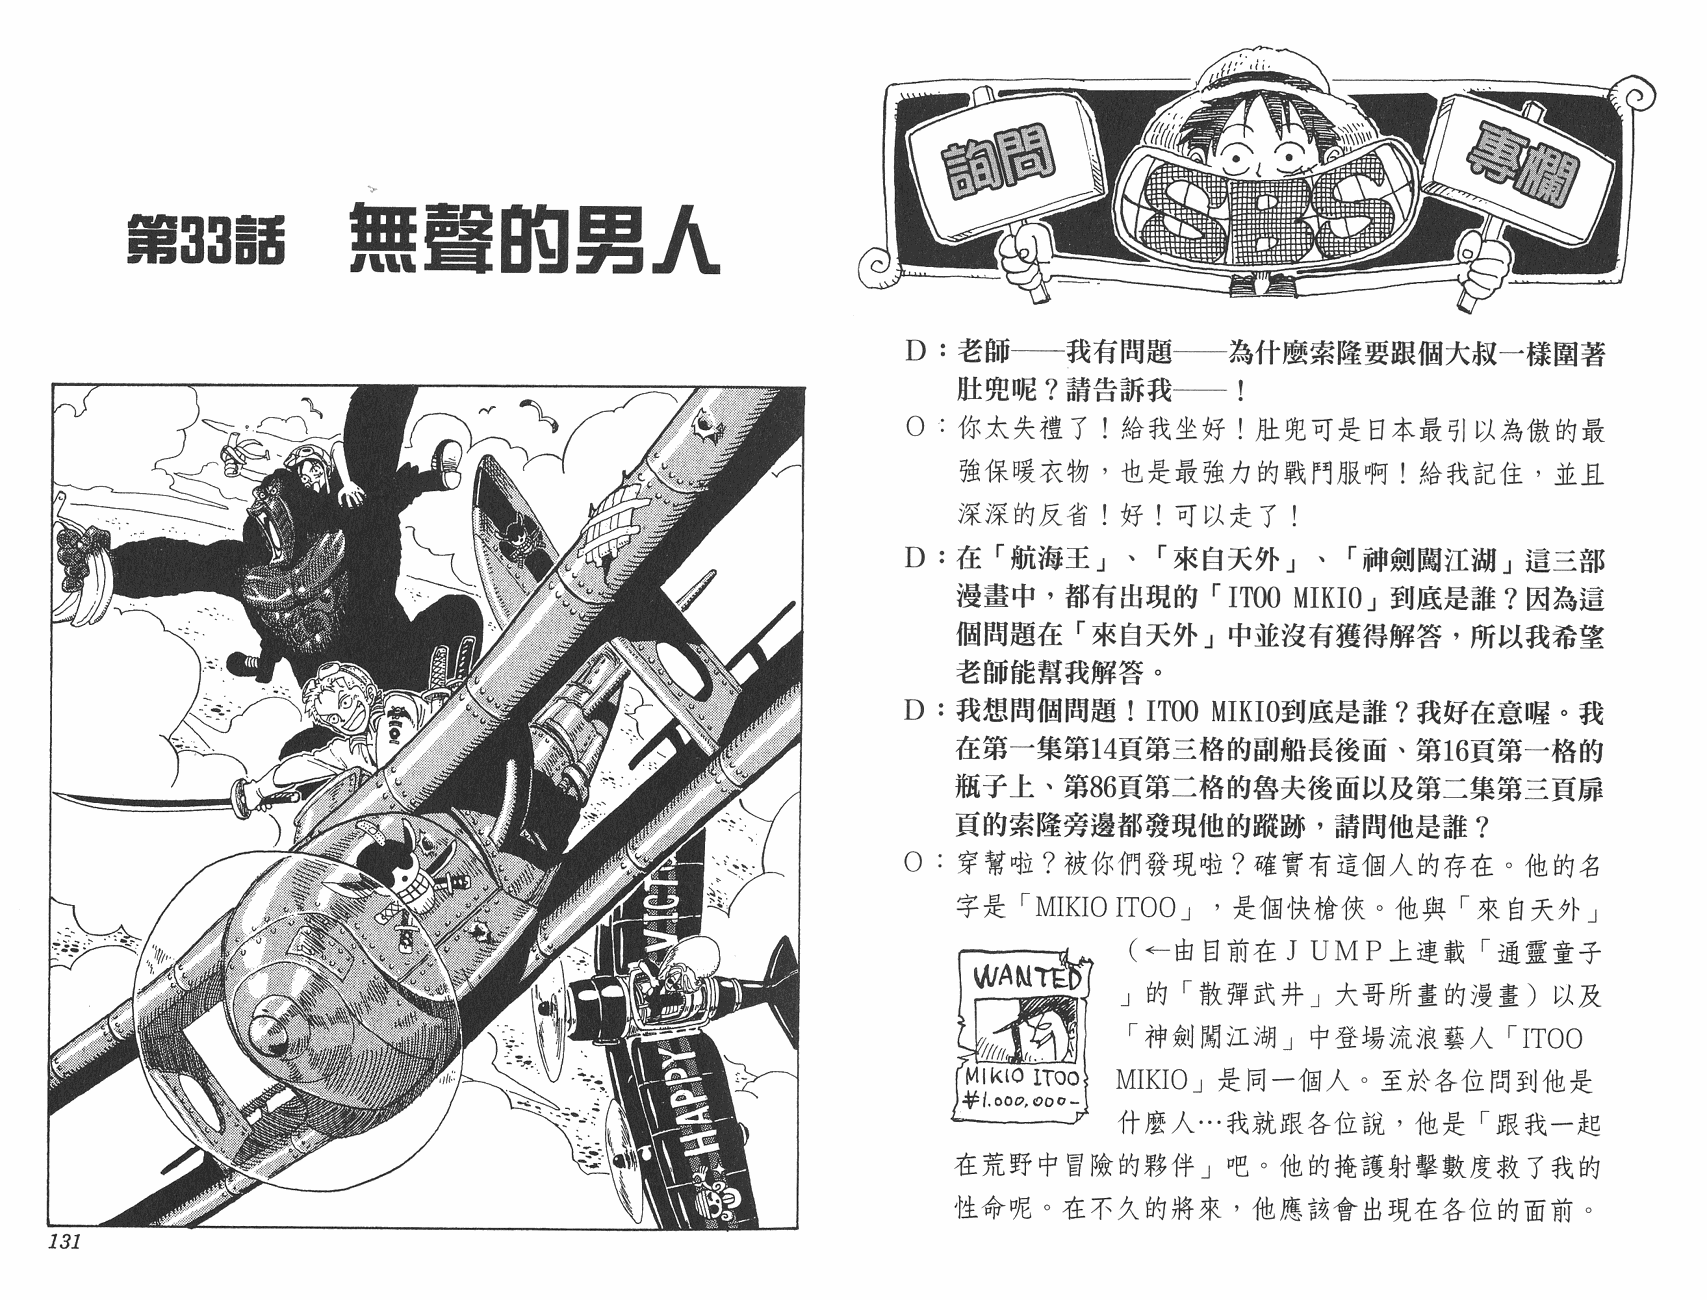 詢問
SBS
專欄
D：老師──我有問題──為什麼索隆要跟個大叔一樣圍著
肚兜呢？請告訴我──！
O：你太失禮了！給我坐好！肚兜可是日本最引以為傲的最
強保暖衣物，也是最強力的戰鬥服啊！給我記住，並且
深深的反省！好！可以走了！
D：在「航海王」、「來自天外」、「神劍闖江湖」這三部
漫畫中，都有出現的「ITOO MIKIO」到底是誰？因為這
個問題在「來自天外」中並沒有獲得解答，所以我希望
老師能幫我解答。
D：我想問個問題！ITOO MIKIO到底是誰？我好在意喔。我
在第一集第14頁第三格的副船長後面、第16頁第一格的
瓶子上、第86頁第二格的魯夫後面以及第二集第三頁扉
頁的索隆旁邊都發現他的蹤跡，請問他是誰？
O：穿幫啦？被你們發現啦？確實有這個人的存在。他的名
字是「MIKIO ITOO」，是個快槍俠。他與「來自天外」
（←由目前在ＪＵＭＰ上連載「通靈童子
」的「散彈武井」大哥所畫的漫畫）以及
「神劍闖江湖」中登場流浪藝人「ITOO
MIKIO」是同一個人。至於各位問到他是
什麼人…我就跟各位說，他是「跟我一起
在荒野中冒險的夥伴」吧。他的掩護射擊數度救了我的
性命呢。在不久的將來，他應該會出現在各位的面前。
WANTED
MIKIO ITOO
¥1.000,000-
第33話 無聲的男人
VICT
HAPPY
131